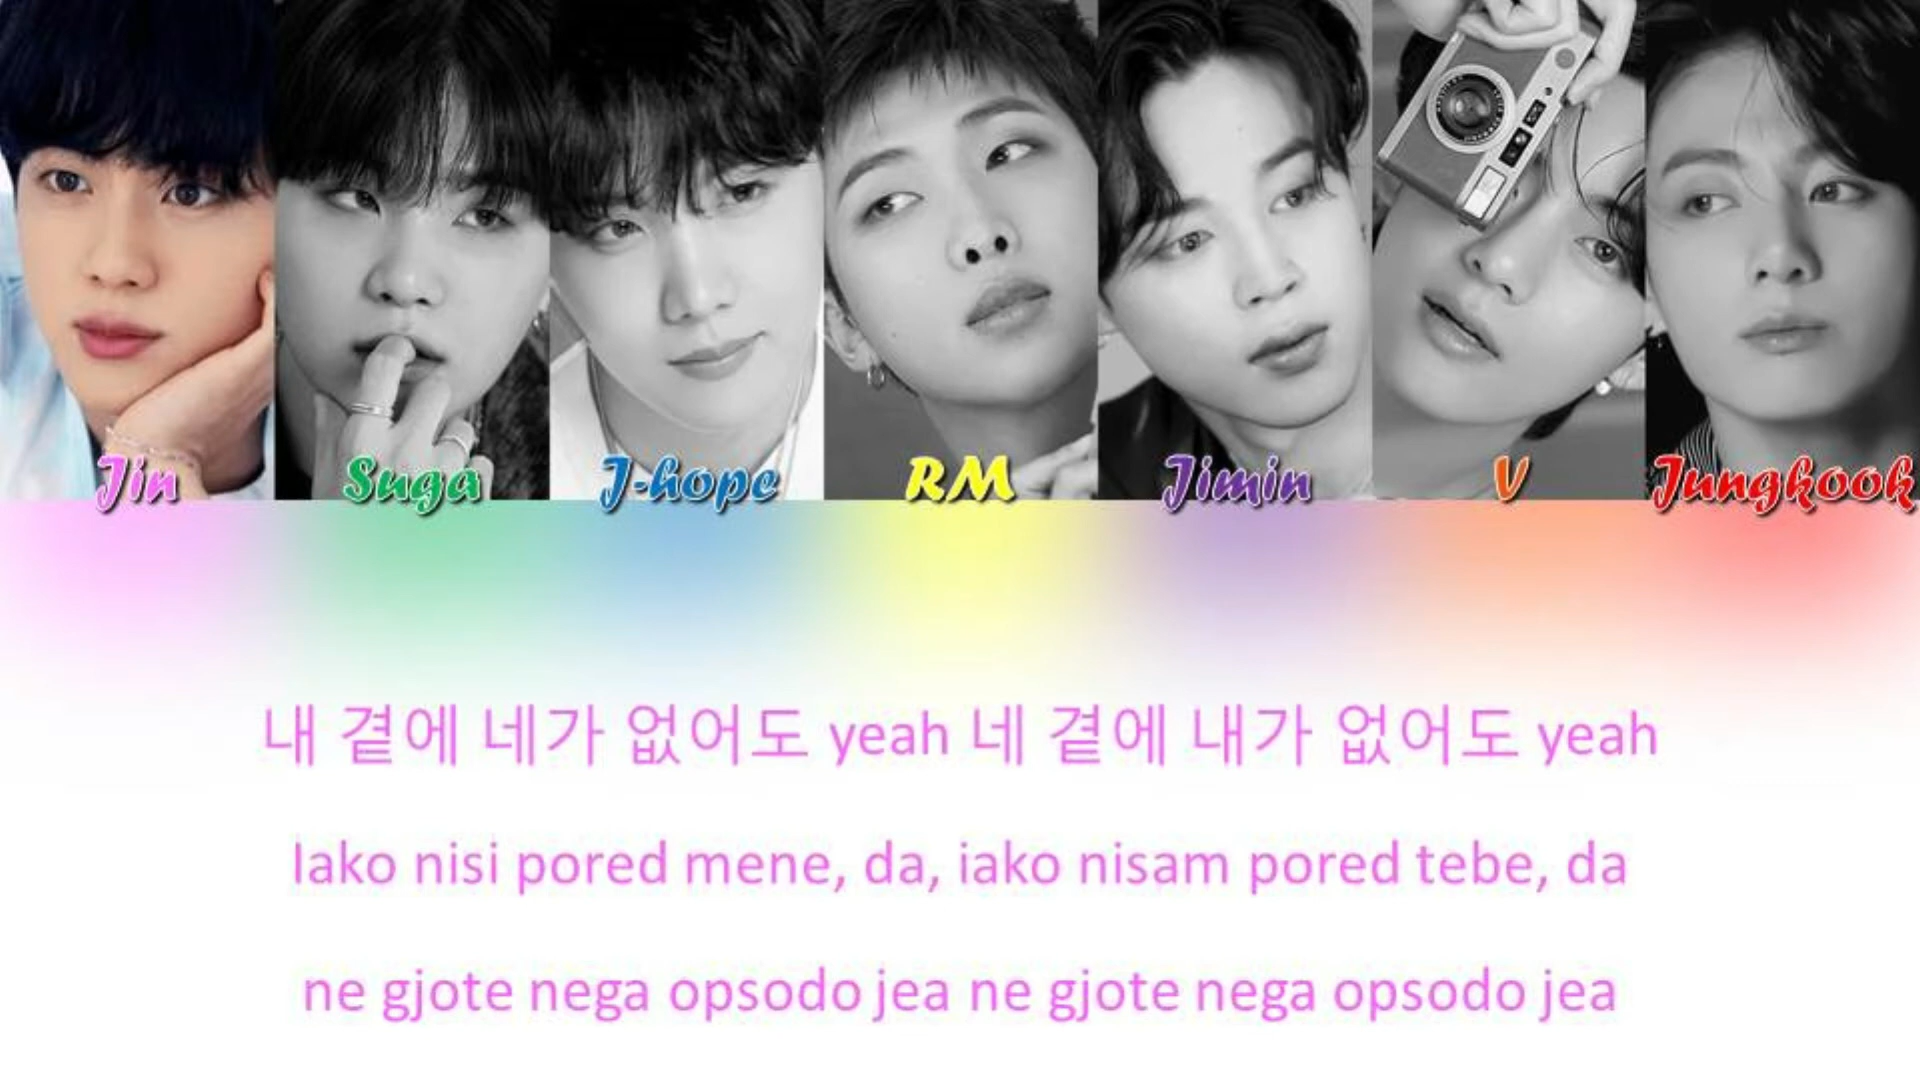 Jin Suga J-hope RM Jimin V Jungkook
내 곁에 네가 없어도 yeah 네 곁에 내가 없어도 yeah
Iako nisi pored mene, da, iako nisam pored tebe, da
ne gjote nega opsodo jea ne gjote nega opsodo jea